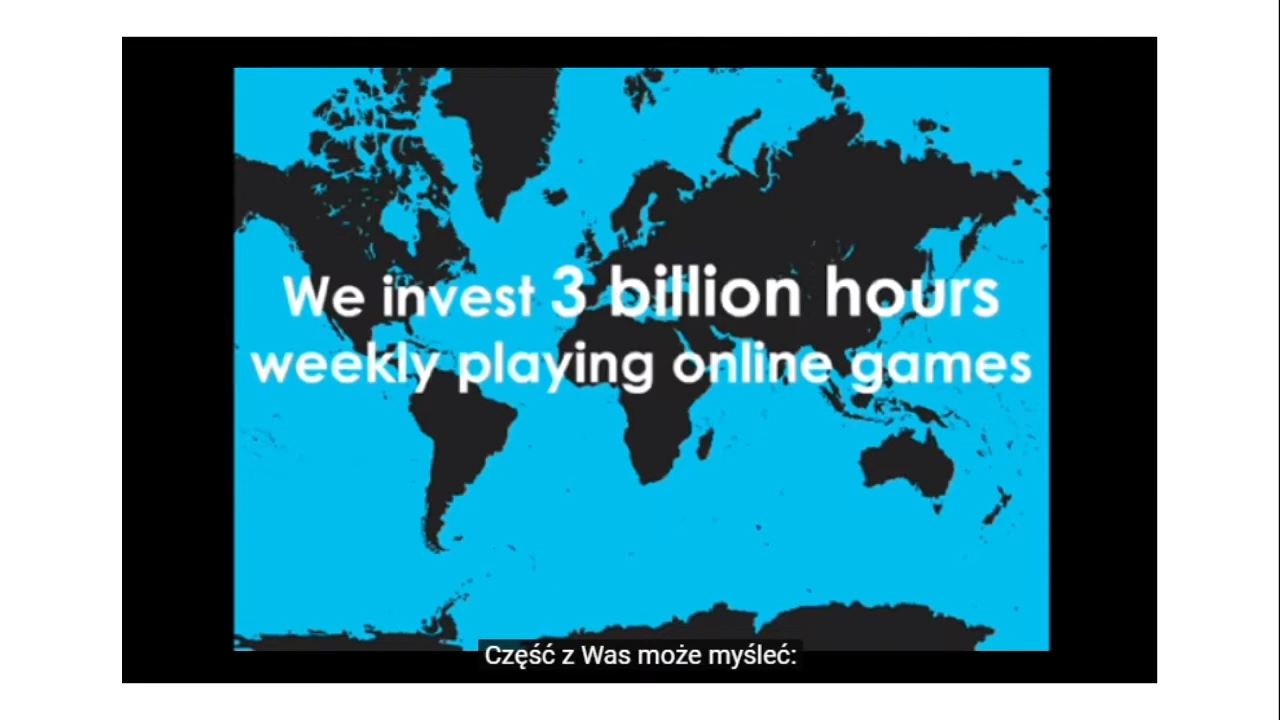 We invest 3 billion hours
weekly playing online games
Część z Was może myśleć: